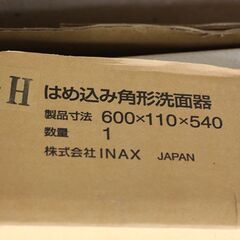 H はめ込み角形洗面器
製品寸法 600×110×540
数量 1
株式会社 INAX JAPAN